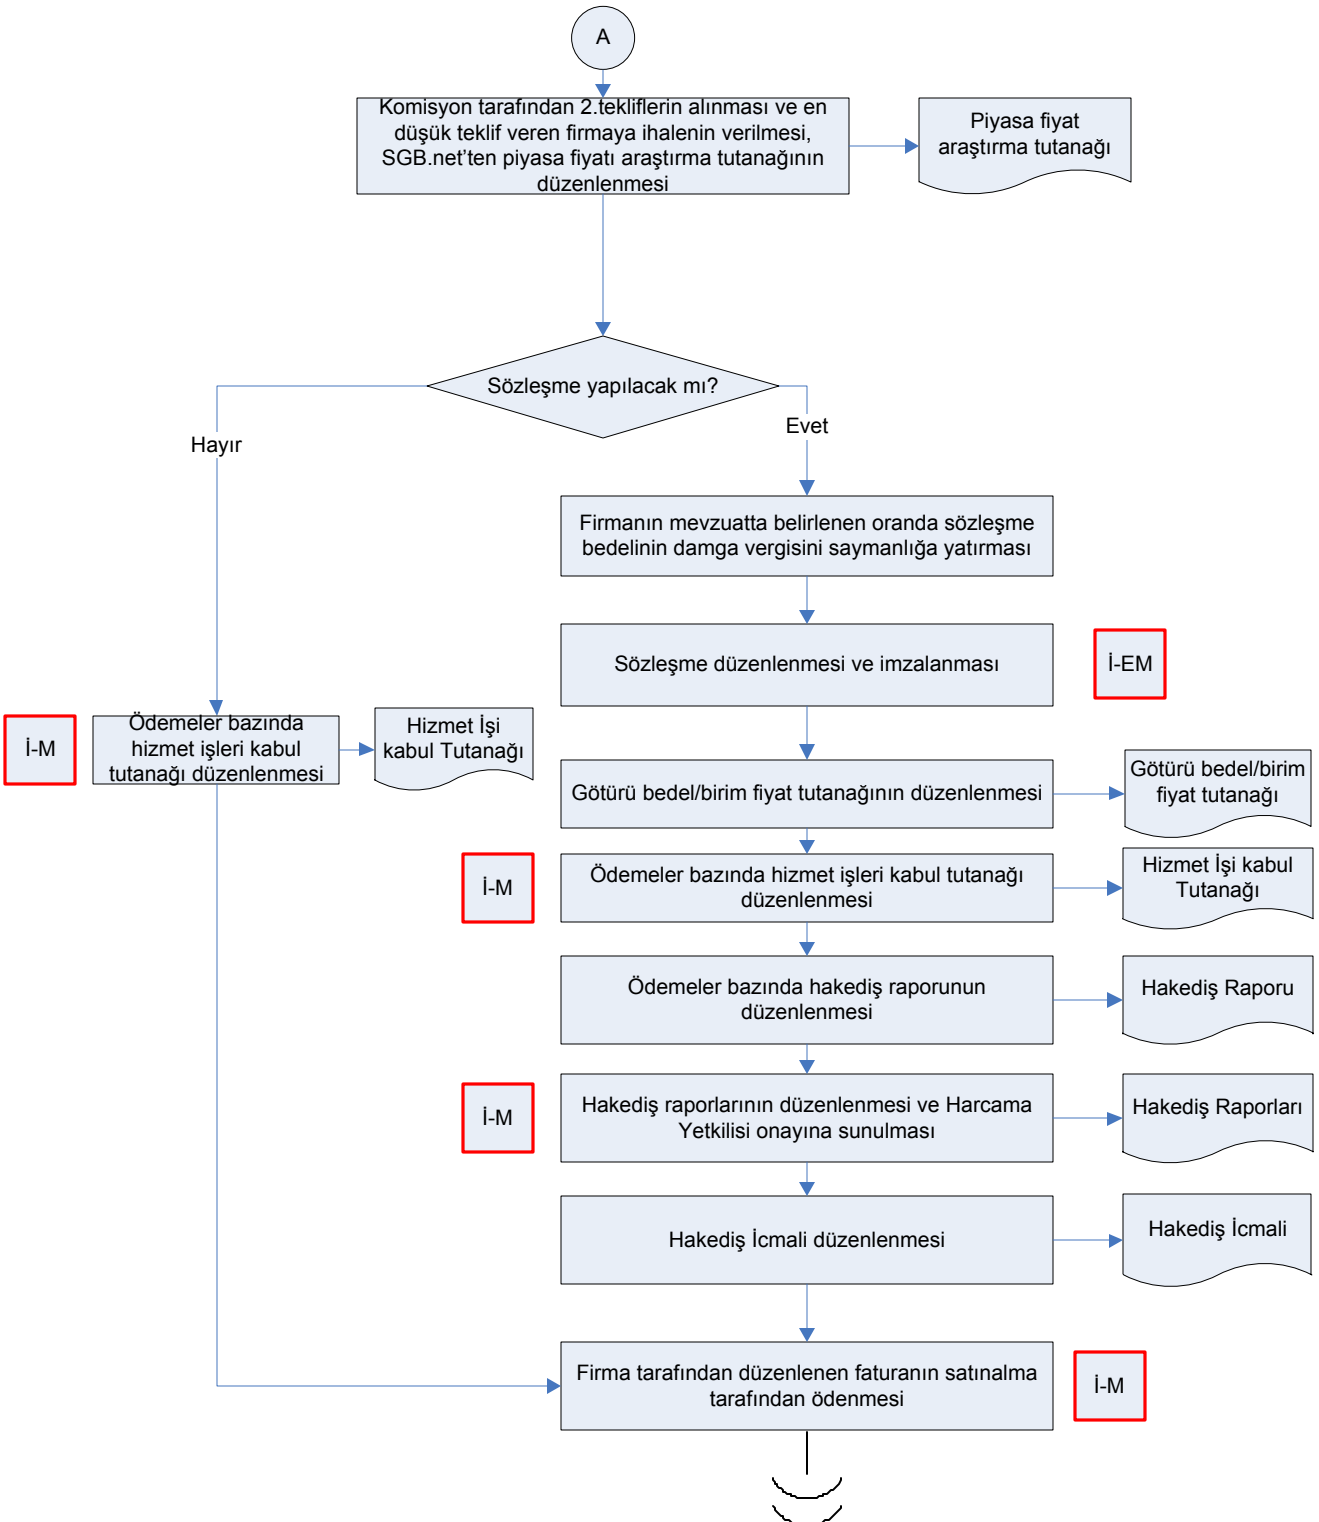 A
Komisyon tarafından 2.tekliflerin alınması ve en
düşük teklif veren firmaya ihalenin verilmesi,
SGB.net’ten piyasa fiyatı araştırma tutanağının
düzenlenmesi
Piyasa fiyat
araştırma tutanağı
Sözleşme yapılacak mı?
Hayır
Evet
Firmanın mevzuatta belirlenen oranda sözleşme
bedelinin damga vergisini saymanlığa yatırması
Sözleşme düzenlenmesi ve imzalanması
İ-EM
İ-M
Ödemeler bazında
hizmet işleri kabul
tutanağı düzenlenmesi
Hizmet İşi
kabul Tutanağı
Götürü bedel/birim fiyat tutanağının düzenlenmesi
Götürü bedel/birim
fiyat tutanağı
İ-M
Ödemeler bazında hizmet işleri kabul tutanağı
düzenlenmesi
Hizmet İşi kabul
Tutanağı
Ödemeler bazında hakediş raporunun
düzenlenmesi
Hakediş Raporu
İ-M
Hakediş raporlarının düzenlenmesi ve Harcama
Yetkilisi onayına sunulması
Hakediş Raporları
Hakediş İcmali düzenlenmesi
Hakediş İcmali
Firma tarafından düzenlenen faturanın satınalma
tarafından ödenmesi
İ-M